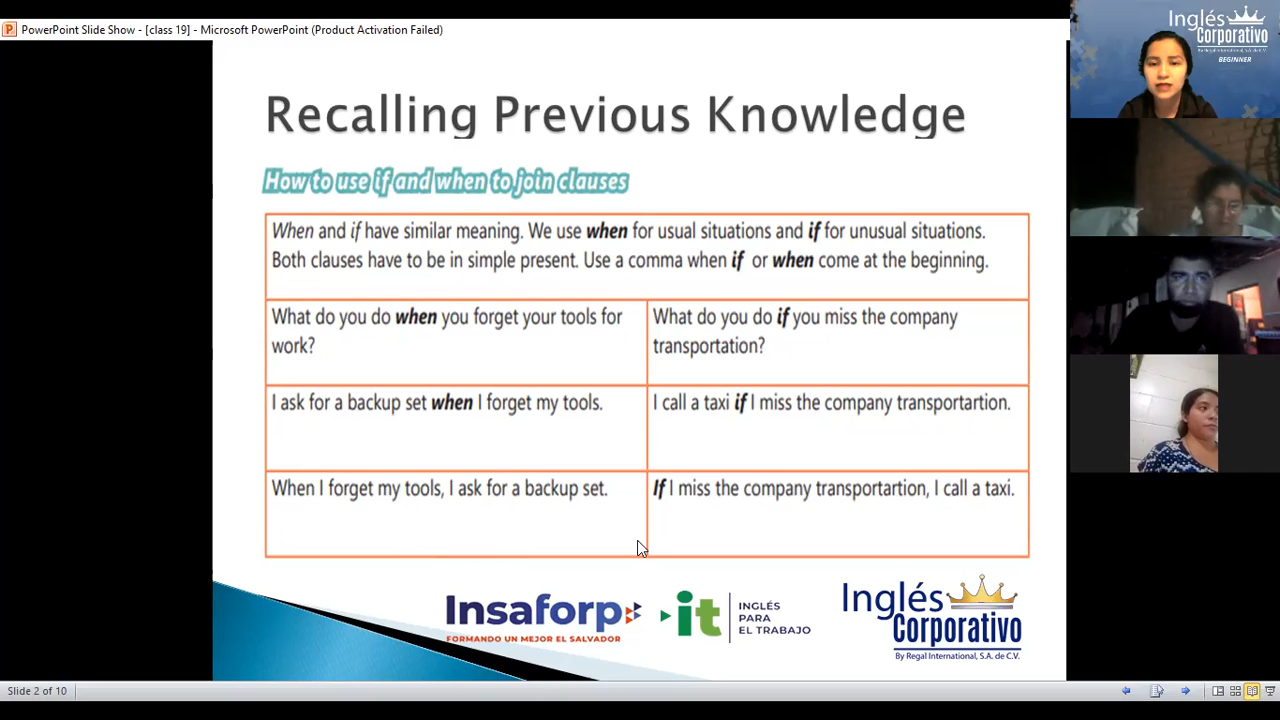 PowerPoint Slide Show - [class 19] - Microsoft PowerPoint (Product Activation Failed)
Inglés
Corporativo
By Regal International, S.A. de C.V.
BEGINNER
Recalling Previous Knowledge
How to use if and when to join clauses
When and if have similar meaning. We use when for usual situations and if for unusual situations.
Both clauses have to be in simple present. Use a comma when if or when come at the beginning.
What do you do when you forget your tools for
work?
What do you do if you miss the company
transportation?
I ask for a backup set when I forget my tools.
I call a taxi if I miss the company transportartion.
When I forget my tools, I ask for a backup set.
If I miss the company transportartion, I call a taxi.
Insaforp
FORMANDO UN MEJOR EL SALVADOR
it
INGLÉS
PARA
EL TRABAJO
Inglés
Corporativo
By Regal International, S.A. de C.V.
Slide 2 of 10